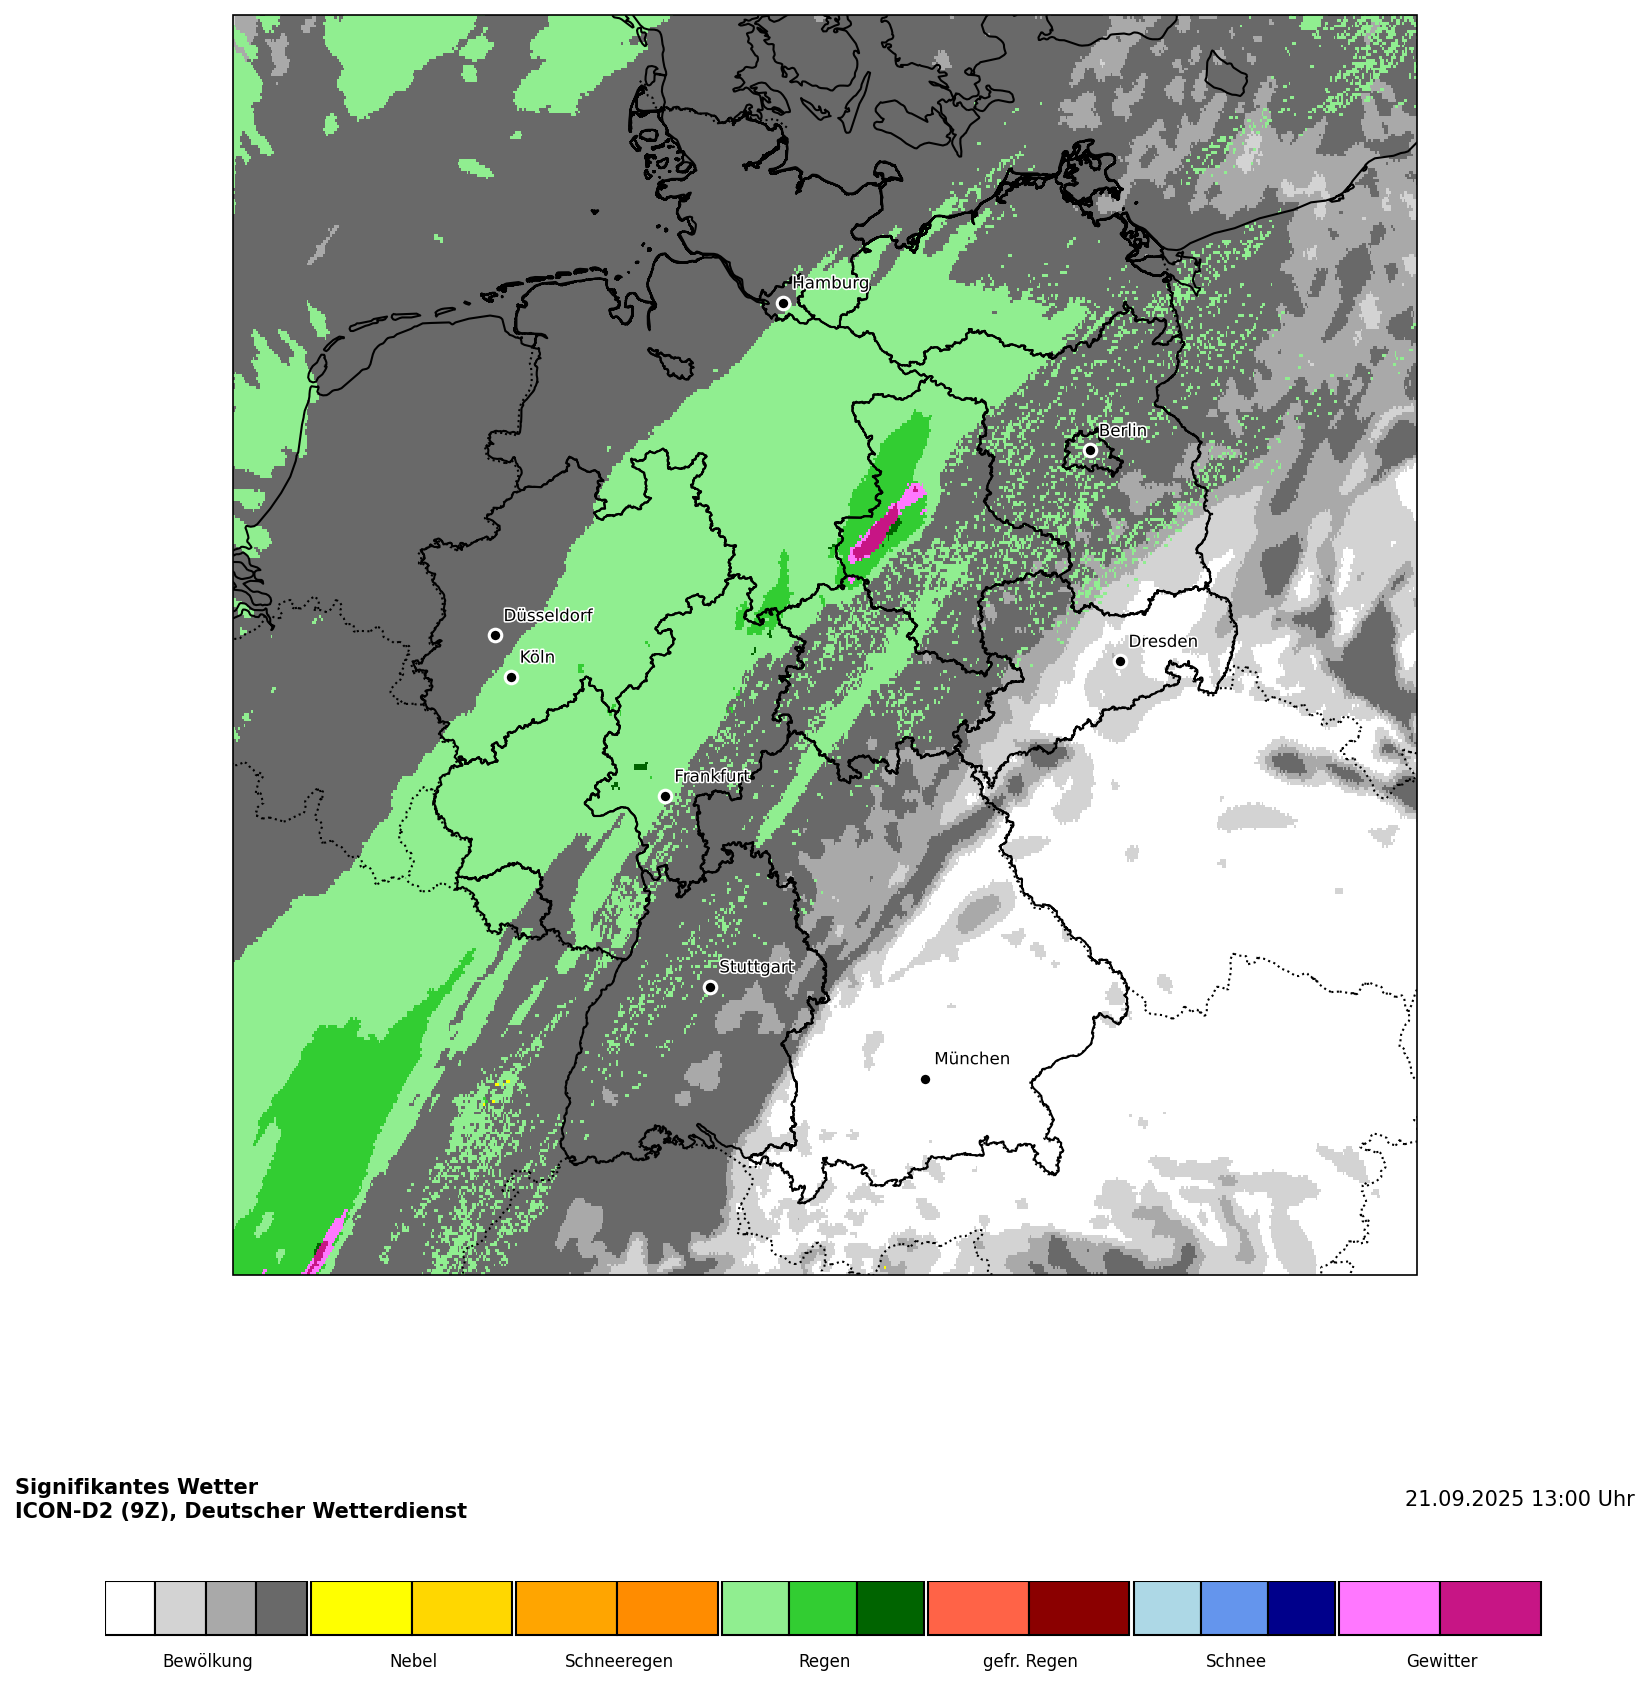 Hamburg
Berlin
Düsseldorf
Köln
Dresden
Frankfurt
Stuttgart
München
Signifikantes Wetter
ICON-D2 (9Z), Deutscher Wetterdienst
21.09.2025 13:00 Uhr
Bewölkung
Nebel
Schneeregen
Regen
gefr. Regen
Schnee
Gewitter